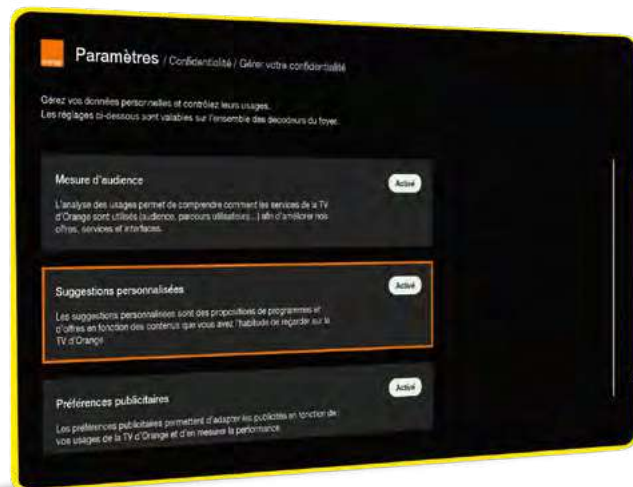 Paramètres / Confidentialité / Gérer votre confidentialité
Gérez vos données personnelles et contrôlez leurs usages.
Les réglages ci-dessous sont valables sur l'ensemble des décodeurs du foyer.
Mesure d'audience
Activé
L'analyse des usages permet de comprendre comment les services de la TV
d'Orange sont utilisés (audience, parcours utilisateurs...) afin d'améliorer nos
offres, services et interfaces.
Suggestions personnalisées
Activé
Les suggestions personnalisées sont des propositions de programmes et
d'offres en fonction des contenus que vous avez l'habitude de regarder sur la
TV d'Orange
Préférences publicitaires
Activé
Les préférences publicitaires permettent d'adapter les publicités en fonction de
vos usages de la TV d'Orange et d'en mesurer la performance.